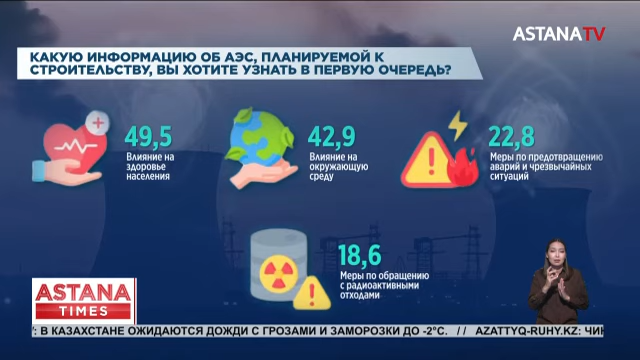 ASTANATV
КАКУЮ ИНФОРМАЦИЮ ОБ АЭС, ПЛАНИРУЕМОЙ К
СТРОИТЕЛЬСТВУ, ВЫ ХОТИТЕ УЗНАТЬ В ПЕРВУЮ ОЧЕРЕДЬ?
49,5
Влияние на
здоровье
населения
42,9
Влияние на
окружающую
среду
22,8
Меры по предотвращению
аварий и чрезвычайных
ситуаций
18,6
Меры по обращению
с радиоактивными
отходами
ASTANA
TIMES
У: В КАЗАХСТАНЕ ОЖИДАЮТСЯ ДОЖДИ С ГРОЗАМИ И ЗАМОРОЗКИ ДО -2°С. // AZATTYQ-RUHY.KZ: ЧИН